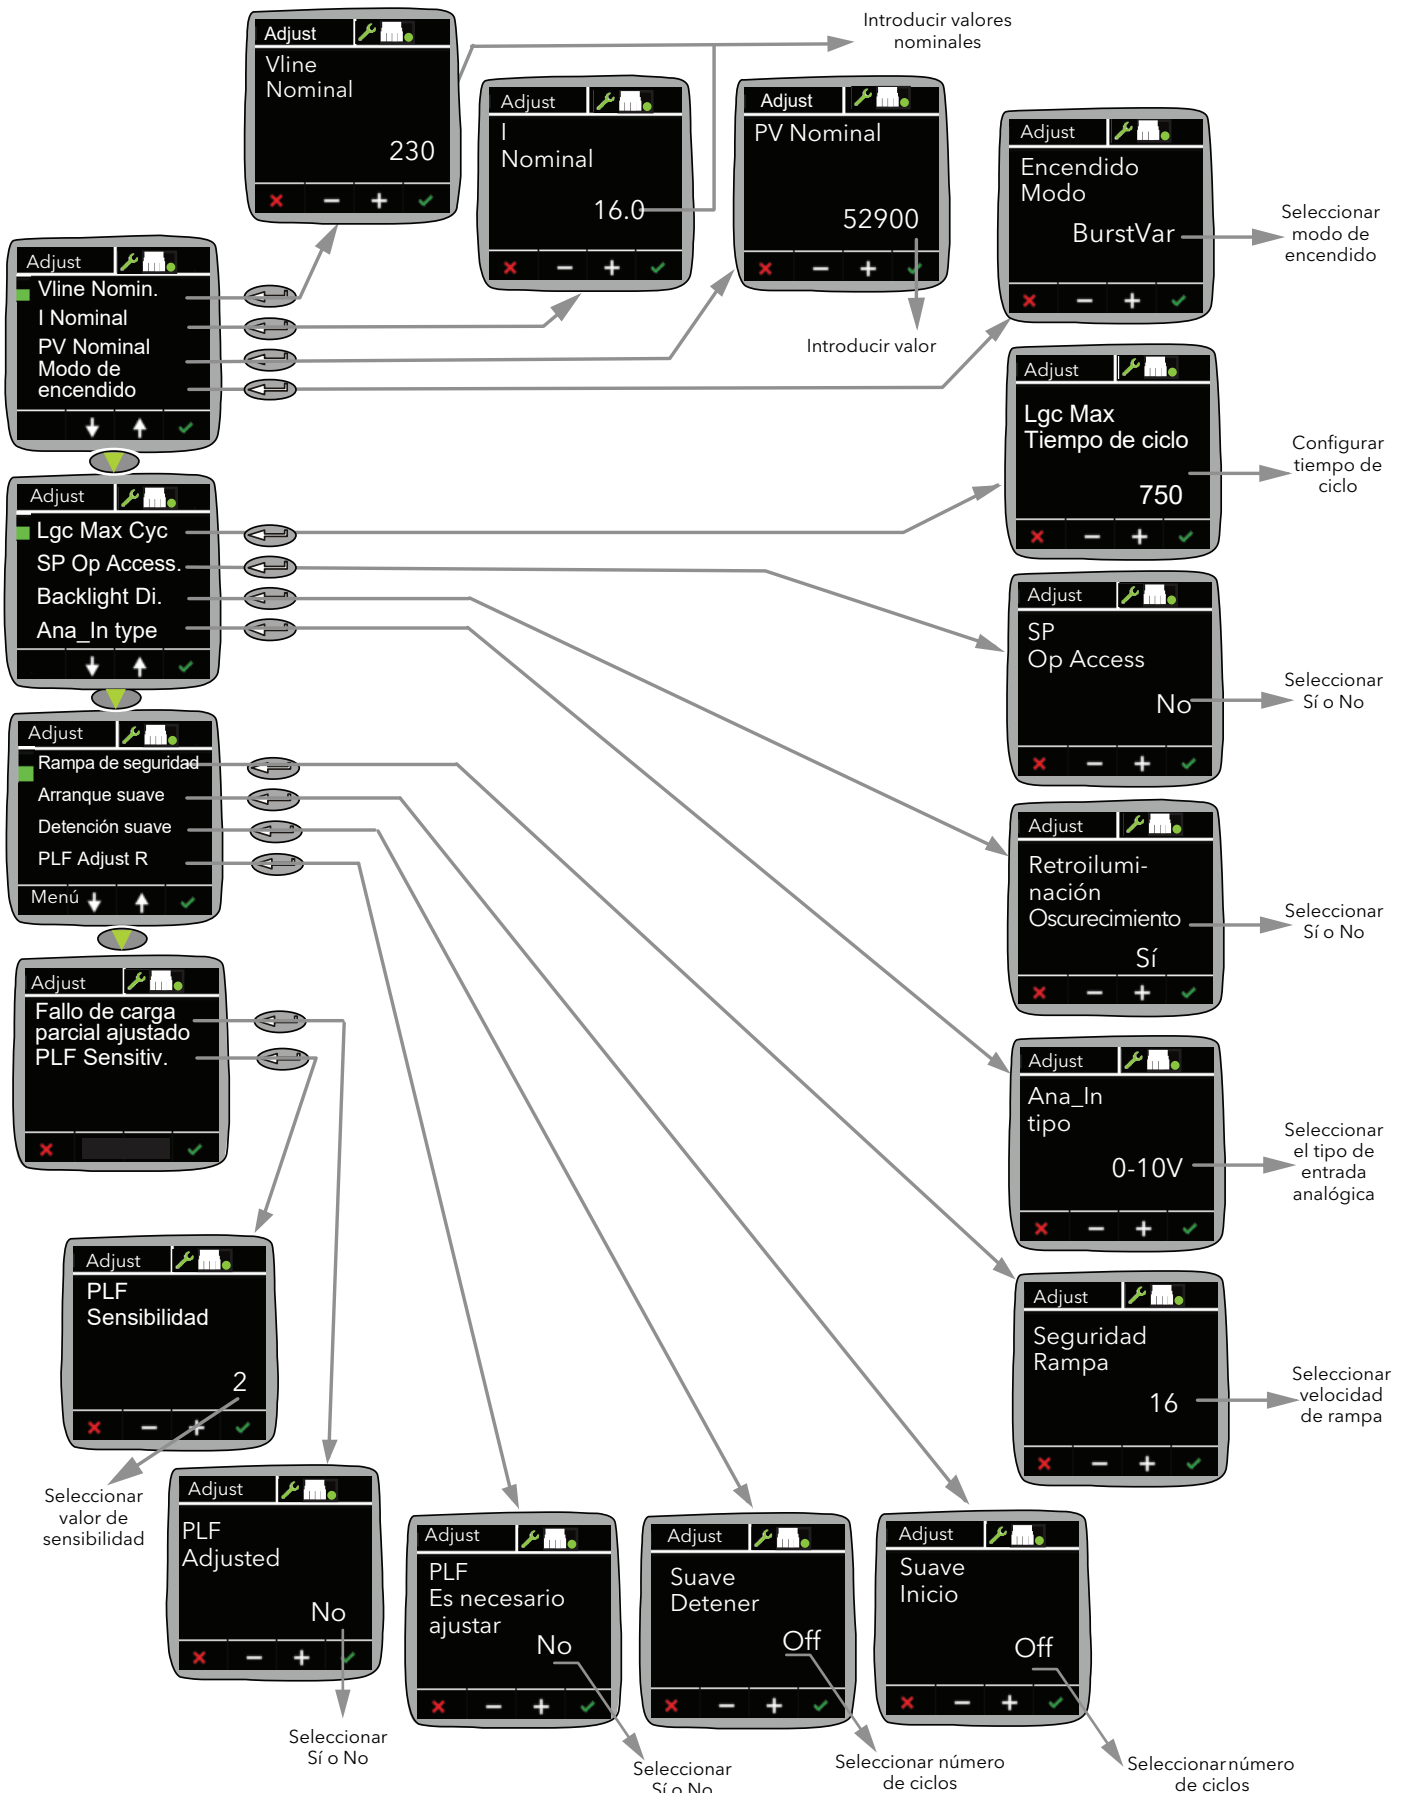 Adjust
Vline
Nominal
230
Introducir valores
nominales
Adjust
I
Nominal
16.0
Adjust
PV Nominal
52900
Introducir valor
Adjust
Encendido
Modo
BurstVar
Seleccionar
modo de
encendido
Adjust
Vline Nomin.
I Nominal
PV Nominal
Modo de
encendido
Adjust
Lgc Max
Tiempo de ciclo
750
Configurar
tiempo de
ciclo
Adjust
Lgc Max Cyc
SP Op Access.
Backlight Di.
Ana_In type
Adjust
SP
Op Access
No
Seleccionar
Sí o No
Adjust
Rampa de seguridad
Arranque suave
Detención suave
PLF Adjust R
Menú
Adjust
Retroilumi-
nación
Oscurecimiento
Sí
Seleccionar
Sí o No
Adjust
Fallo de carga
parcial ajustado
PLF Sensitiv.
Adjust
Ana_In
tipo
0-10V
Seleccionar
el tipo de
entrada
analógica
Adjust
PLF
Sensibilidad
2
Seleccionar
valor de
sensibilidad
Adjust
Seguridad
Rampa
16
Seleccionar
velocidad
de rampa
Adjust
PLF
Adjusted
No
Seleccionar
Sí o No
Adjust
PLF
Es necesario
ajustar
No
Seleccionar
Sí o No
Adjust
Suave
Detener
Off
Seleccionar número
de ciclos
Adjust
Suave
Inicio
Off
Seleccionar número
de ciclos